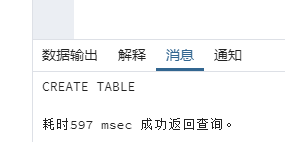 数据输出 解释 消息 通知
CREATE TABLE
耗时597 msec 成功返回查询。